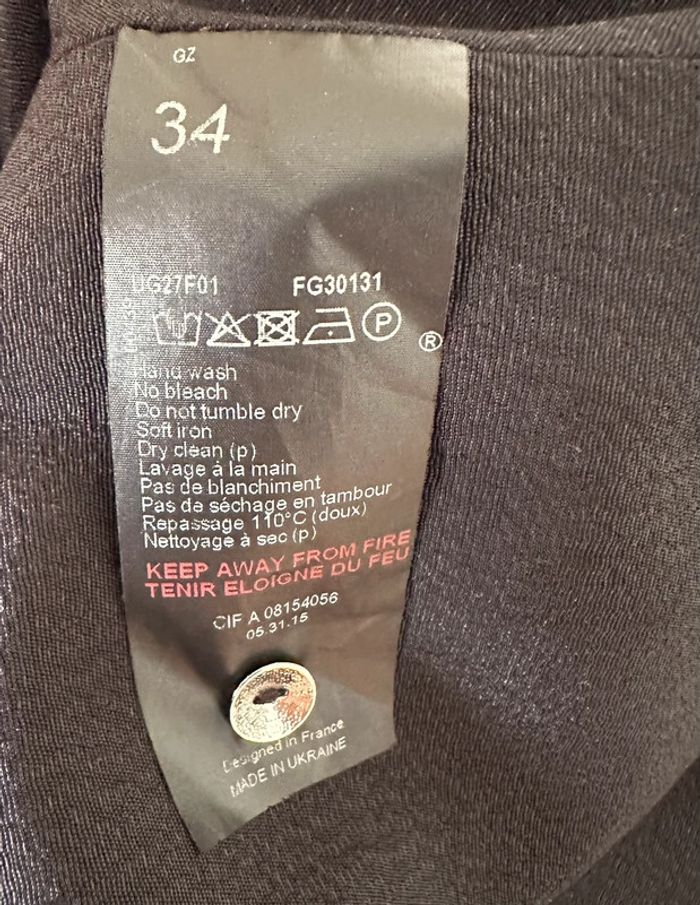 GZ
34
UG27F01 FG30131
P
®
Hand wash
No bleach
Do not tumble dry
Soft iron
Dry clean (p)
Lavage à la main
Pas de blanchiment
Pas de séchage en tambour
Repassage 110°C (doux)
Nettoyage à sec (p)
KEEP AWAY FROM FIRE
TENIR ELOIGNE DU FEU
CIF A 08154056
05.31.15
Designed in France
MADE IN UKRAINE